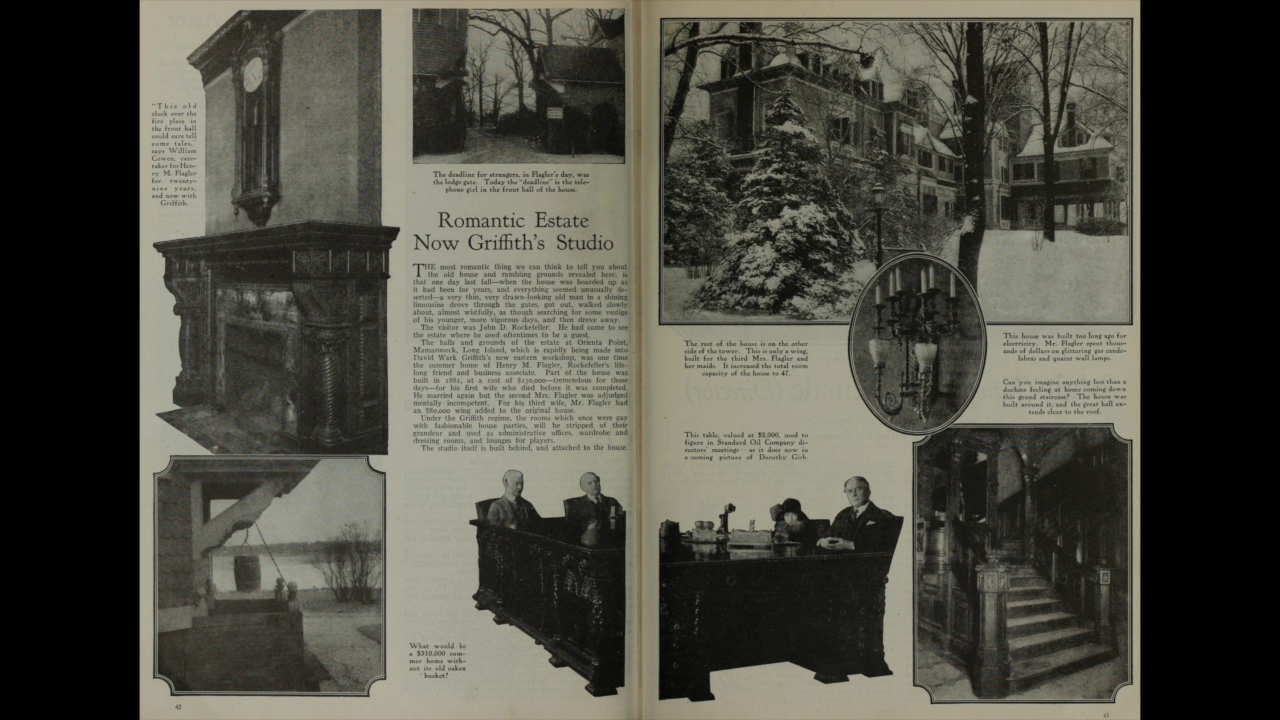 "This old
clock over the
fire place in
the front hall
could sure tell
some tales,"
says William
Cowen, care-
taker for Hen-
ry M. Flagler
for twenty-
nine years,
and now with
Griffith.
The deadline for strangers, in Flagler's day, was
the lodge gate. Today the "deadline" is the tele-
phone girl in the front hall of the house.
Romantic Estate
Now Griffith's Studio
THE most romantic thing we can think to tell you about
the old house and rambling grounds revealed here, is
that one day last fall—when the house was boarded up as
it had been for years, and everything seemed unusually de-
serted—a very thin, very drawn-looking old man in a shining
limousine drove through the gates, got out, walked slowly
about, almost wistfully, as though searching for some vestige
of his younger, more vigorous days, and then drove away.
The visitor was John D. Rockefeller. He had come to see
the estate where he used oftentimes to be a guest.
The halls and grounds of the estate at Orienta Point,
Mamaroneck, Long Island, which is rapidly being made into
David Wark Griffith's new eastern workshop, was one time
the summer home of Henry M. Flagler, Rockefeller's life-
long friend and business associate. Part of the house was
built in 1882, at a cost of $230,000—tremendous for those
days—for his first wife who died before it was completed.
He married again but the second Mrs. Flagler was adjudged
mentally incompetent. For his third wife, Mr. Flagler had
an $80,000 wing added to the original house.
Under the Griffith regime, the rooms which once were gay
with fashionable house parties, will be stripped of their
grandeur and used as administrative offices, wardrobe and
dressing rooms, and lounges for players.
The studio itself is built behind, and attached to the house.
What would be
a $310,000 sum-
mer home with-
out its old oaken
bucket?
42
The rest of the house is on the other
side of the tower. This is only a wing,
built for the third Mrs. Flagler and
her maids. It increased the total room
capacity of the house to 47.
This house was built too long ago for
electricity. Mr. Flagler spent thous-
ands of dollars on glittering gas cande-
labras and quaint wall lamps.
Can you imagine anything less than a
duchess feeling at home coming down
this grand staircase? The house was
built around it, and the great hall ex-
tends clear to the roof.
This table, valued at $2,000, used to
figure in Standard Oil Company di-
rectors' meetings—as it does now in
a coming picture of Dorothy Gish.
43